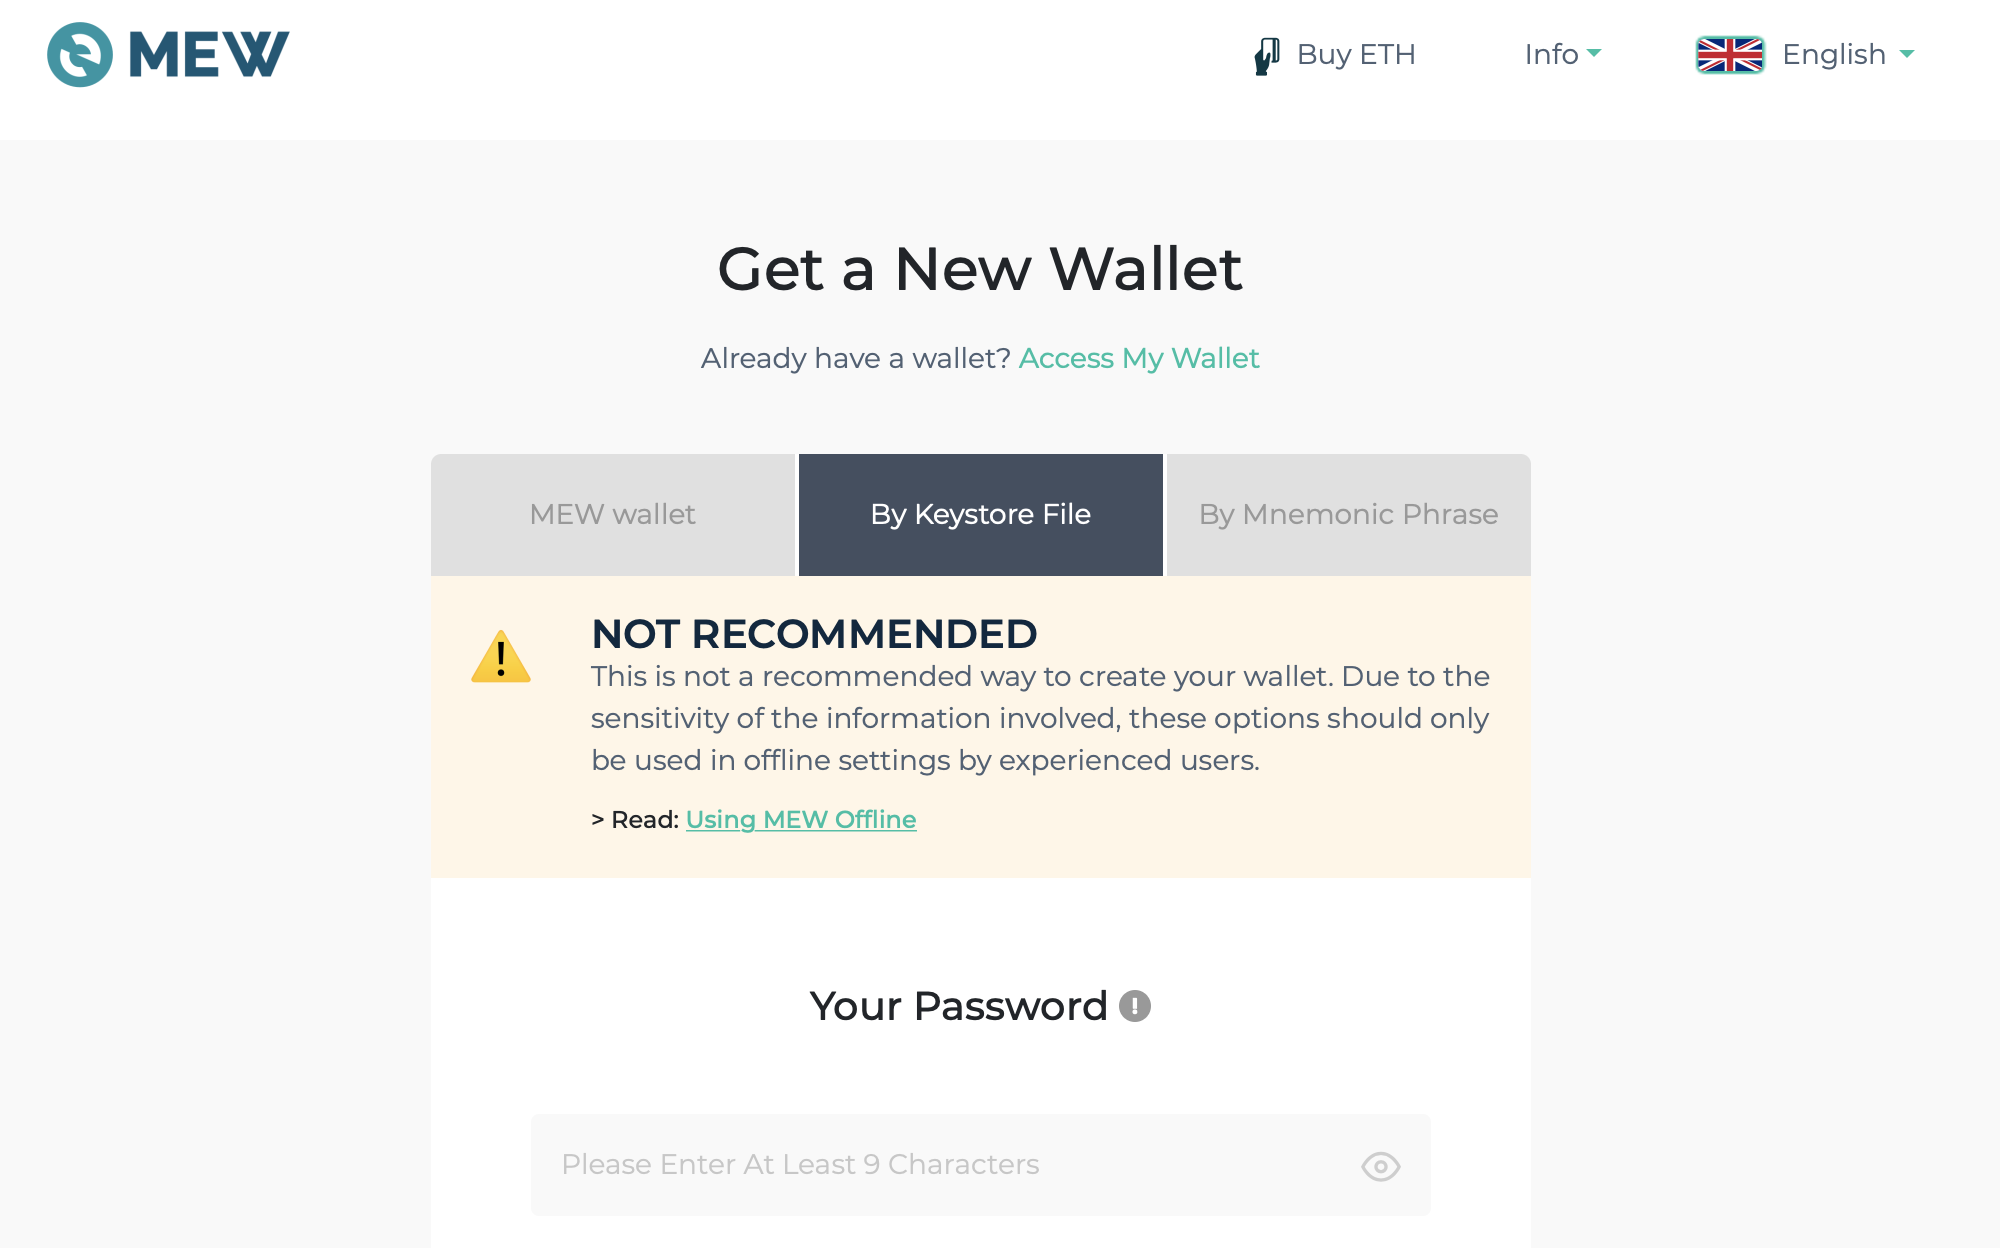 MEW
Buy ETH
Info
English
Get a New Wallet
Already have a wallet? Access My Wallet
MEW wallet
By Keystore File
By Mnemonic Phrase
NOT RECOMMENDED
This is not a recommended way to create your wallet. Due to the
sensitivity of the information involved, these options should only
be used in offline settings by experienced users.
> Read: Using MEW Offline
Your Password
Please Enter At Least 9 Characters